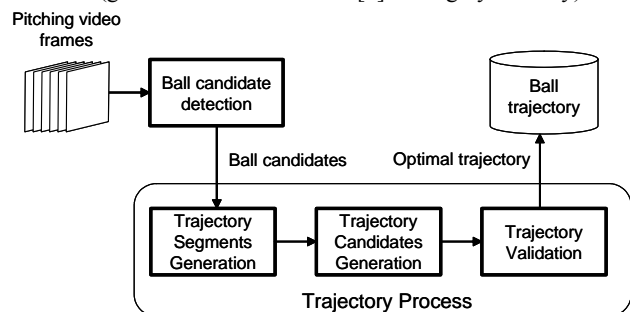 Pitching video
frames
Ball candidate
detection
Ball
trajectory
Ball candidates
Optimal trajectory
Trajectory
Segments
Generation
Trajectory
Candidates
Generation
Trajectory
Validation
Trajectory Process